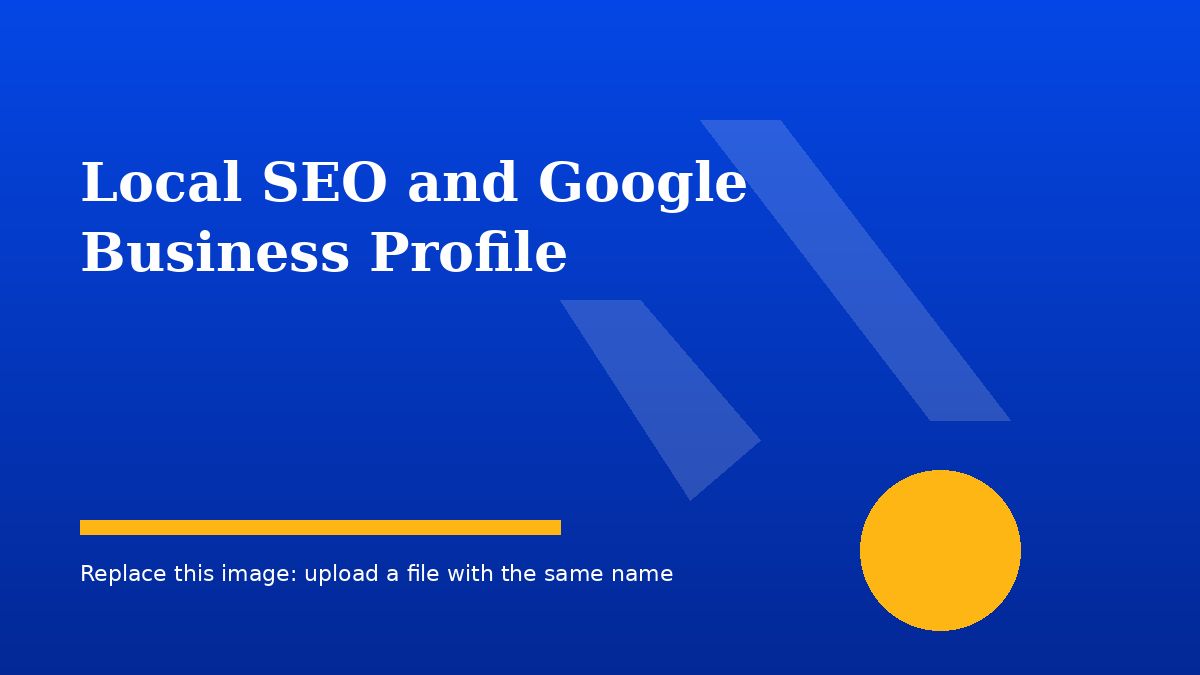 Local SEO and Google
Business Profile
Replace this image: upload a file with the same name